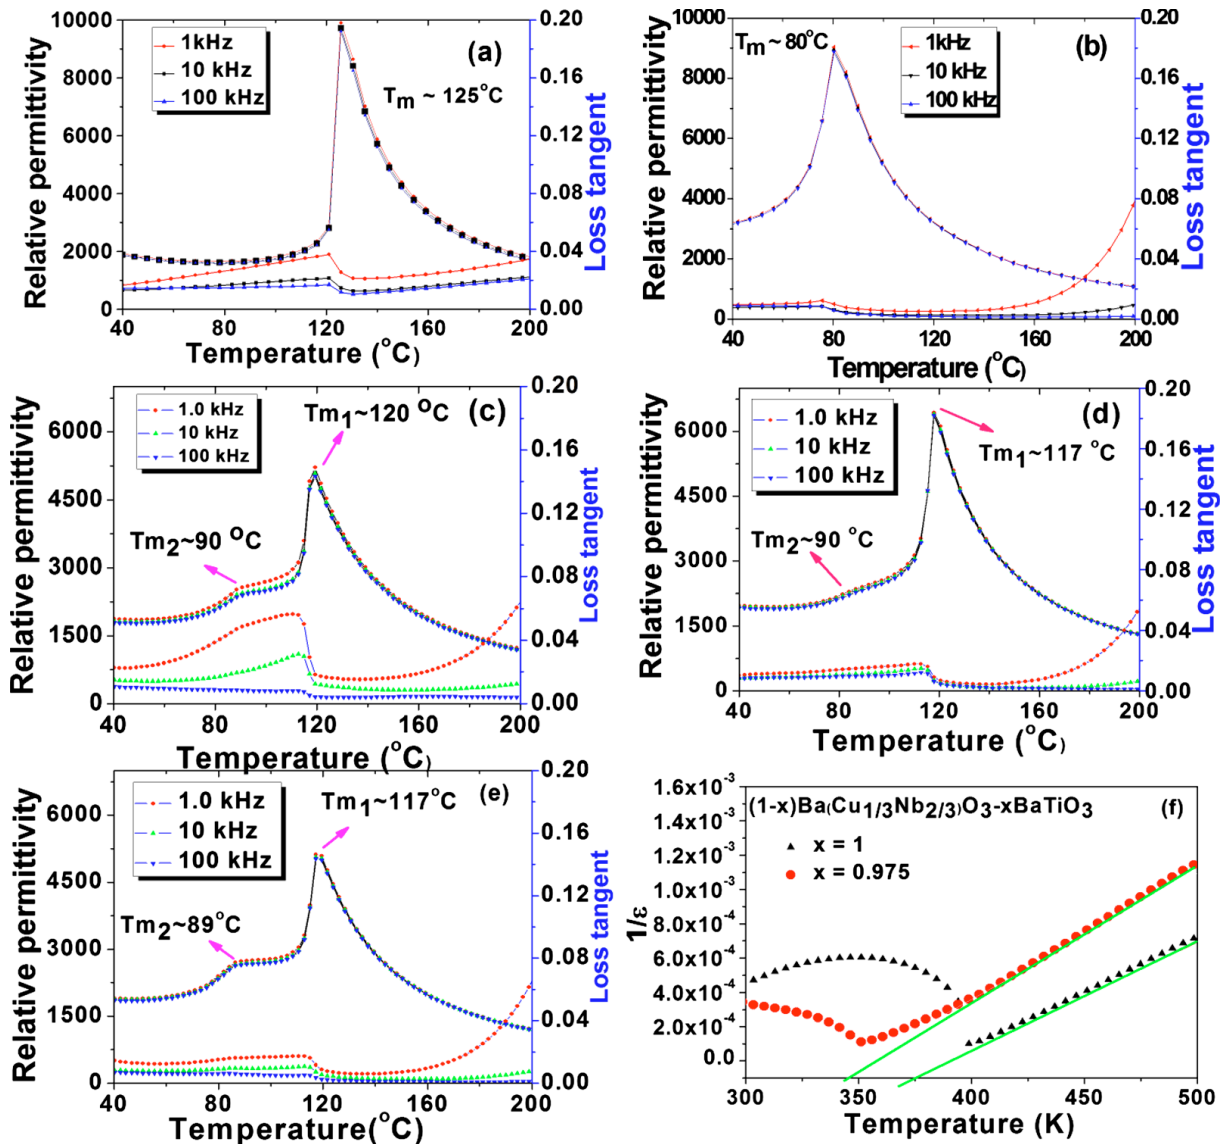 (a)
1kHz
10 kHz
100 kHz
Tm ~ 125°C
Relative permittivity
10000
8000
6000
4000
2000
0
Loss tangent
0.20
0.16
0.12
0.08
0.04
0.00
40 80 120 160 200
Temperature (°C)
(b)
Tm ~ 80°C
1kHz
10 kHz
100 kHz
Relative permittivity
10000
8000
6000
4000
2000
0
Loss tangent
0.20
0.16
0.12
0.08
0.04
0.00
40 80 120 160 200
Temperature (°C)
(c)
1.0 kHz
10 kHz
100 kHz
Tm1~120 °C
Tm2~90 °C
Relative permittivity
6000
4500
3000
1500
0
Loss tangent
0.20
0.16
0.12
0.08
0.04
0.00
40 80 120 160 200
Temperature (°C)
(d)
1.0 kHz
10 kHz
100 kHz
Tm1~117 °C
Tm2~90 °C
Relative permittivity
6000
4500
3000
1500
0
Loss tangent
0.20
0.16
0.12
0.08
0.04
0.00
40 80 120 160 200
Temperature (°C)
(e)
1.0 kHz
10 kHz
100 kHz
Tm1~117°C
Tm2~89°C
Relative permittivity
6000
4500
3000
1500
0
Loss tangent
0.20
0.16
0.12
0.08
0.04
0.00
40 80 120 160 200
Temperature(°C)
(f)
(1-x)Ba(Cu1/3Nb2/3)O3-xBaTiO3
x = 1
x = 0.975
1/ε
1.6x10-3
1.4x10-3
1.2x10-3
1.0x10-3
8.0x10-4
6.0x10-4
4.0x10-4
2.0x10-4
0.0
300 350 400 450 500
Temperature (K)